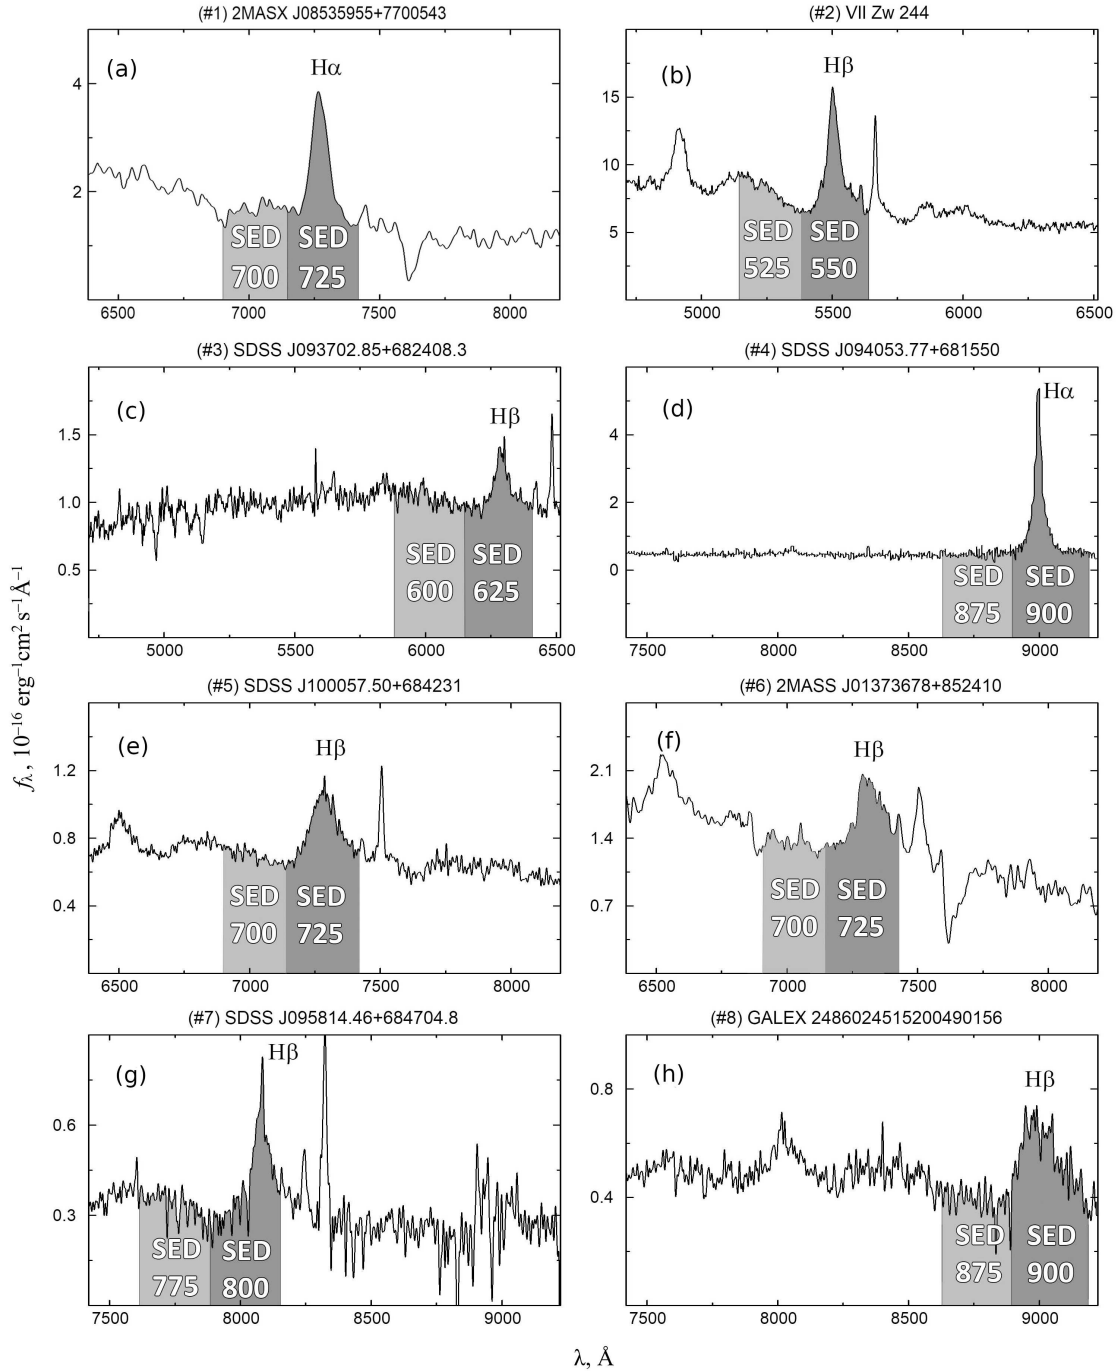 (#1) 2MASX J08535955+7700543
(a)
Hα
4
2
SED 700
SED 725
6500 7000 7500 8000
(#2) VII Zw 244
(b)
Hβ
15
10
5
SED 525
SED 550
5000 5500 6000 6500
(#3) SDSS J093702.85+682408.3
(c)
Hβ
1.5
1.0
0.5
SED 600
SED 625
5000 5500 6000 6500
(#4) SDSS J094053.77+681550
(d)
Hα
4
2
0
SED 875
SED 900
7500 8000 8500 9000
(#5) SDSS J100057.50+684231
(e)
Hβ
1.2
0.8
0.4
SED 700
SED 725
6500 7000 7500 8000
(#6) 2MASS J01373678+852410
(f)
Hβ
2.1
1.4
0.7
SED 700
SED 725
6500 7000 7500 8000
(#7) SDSS J095814.46+684704.8
(g)
Hβ
0.6
0.3
SED 775
SED 800
7500 8000 8500 9000
(#8) GALEX 2486024515200490156
(h)
Hβ
0.8
0.4
SED 875
SED 900
7500 8000 8500 9000
fλ, 10⁻¹⁶ erg⁻¹cm² s⁻¹Å⁻¹
λ, Å